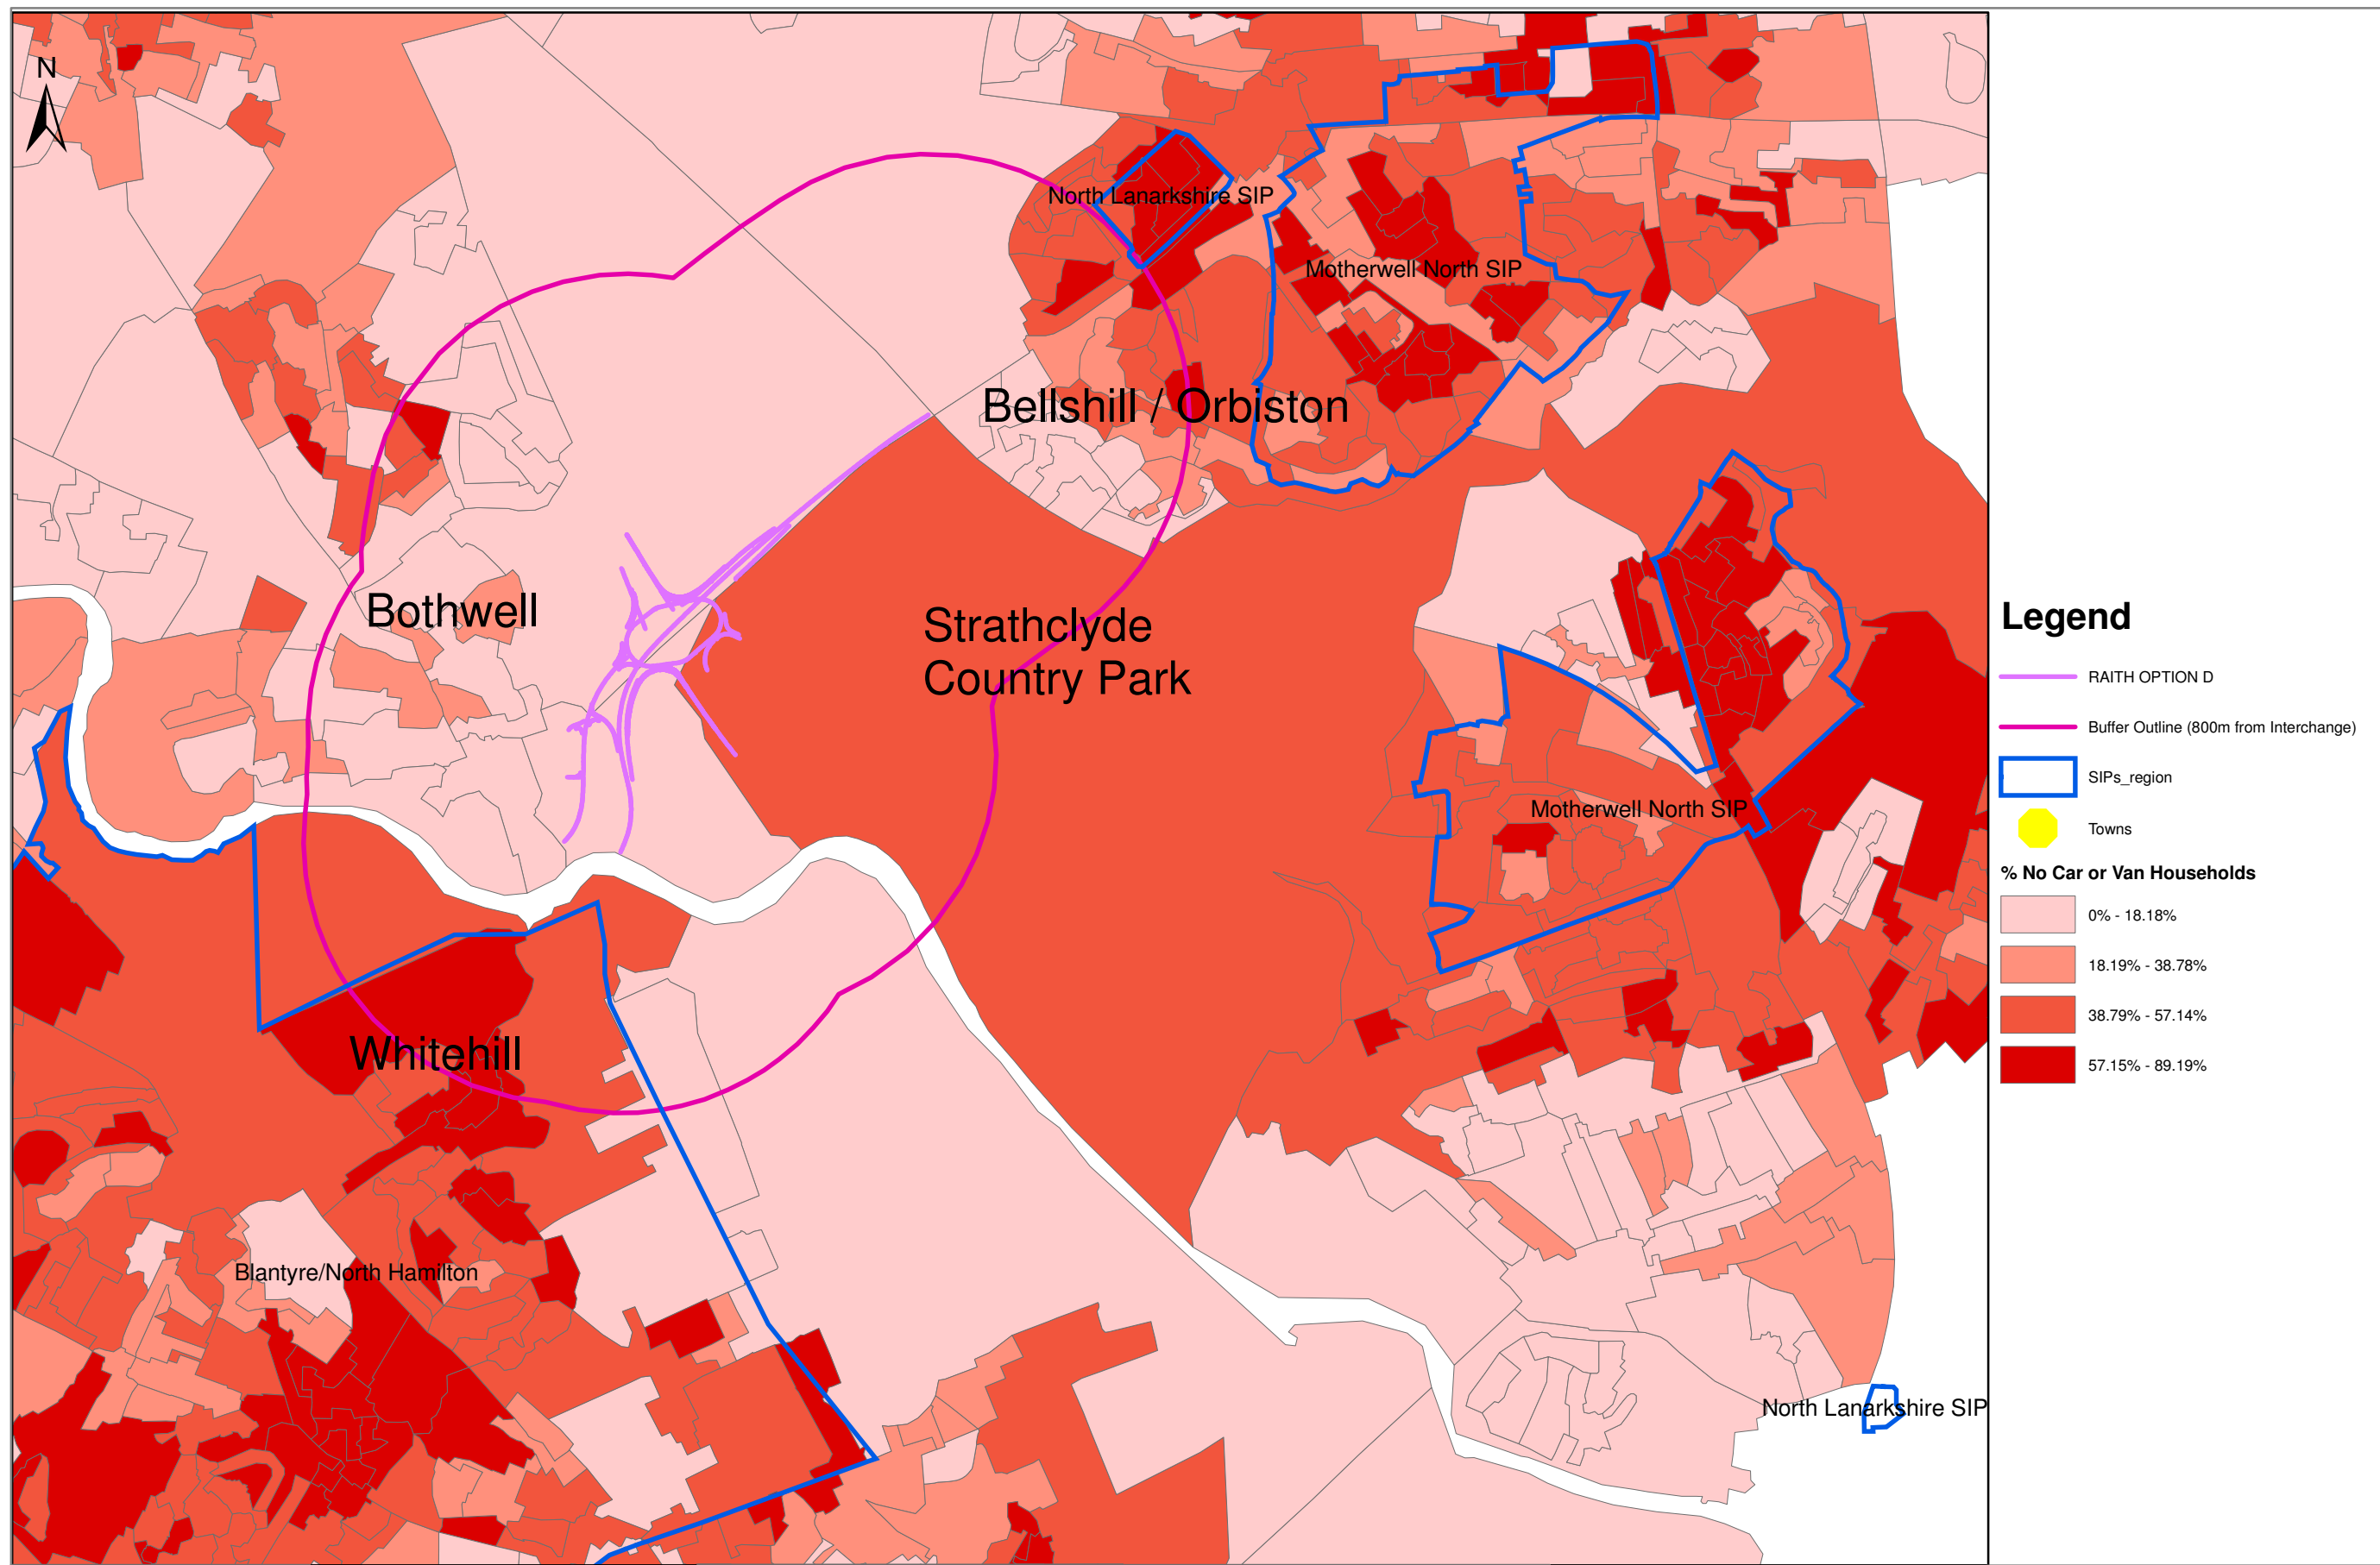 N
North Lanarkshire SIP
Motherwell North SIP
Bellshill / Orbiston
Bothwell
Strathclyde
Country Park
Motherwell North SIP
Whitehill
Blantyre/North Hamilton
North Lanarkshire SIP
Legend
RAITH OPTION D
Buffer Outline (800m from Interchange)
SIPs_region
Towns
% No Car or Van Households
0% - 18.18%
18.19% - 38.78%
38.79% - 57.14%
57.15% - 89.19%